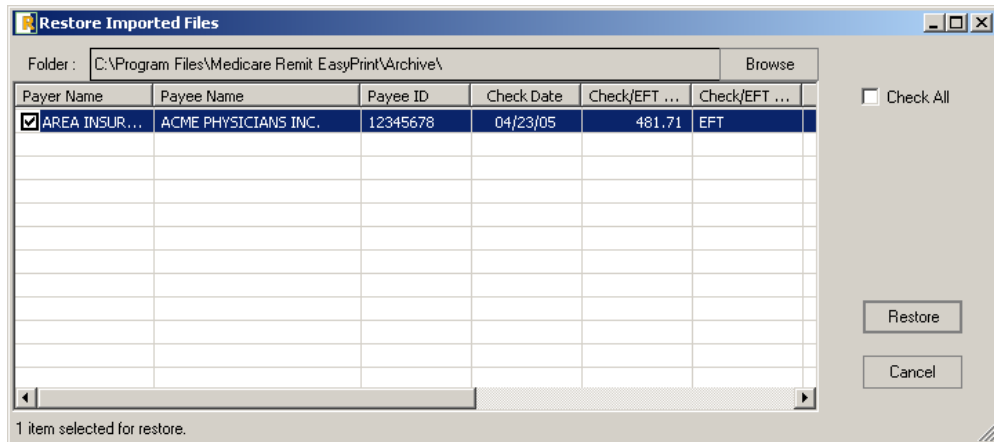 Restore Imported Files
Folder : C:\Program Files\Medicare Remit EasyPrint\Archive\ Browse
Payer Name Payee Name Payee ID Check Date Check/EFT ... Check/EFT ... Check All
AREA INSUR... ACME PHYSICIANS INC. 12345678 04/23/05 481.71 EFT
Restore
Cancel
1 item selected for restore.